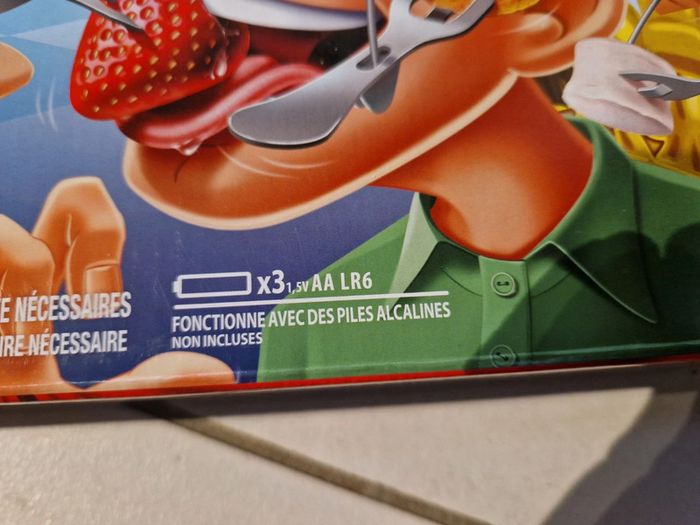 x3 1,5V AA LR6
E NÉCESSAIRES
FONCTIONNE AVEC DES PILES ALCALINES
IRE NÉCESSAIRE
NON INCLUSES